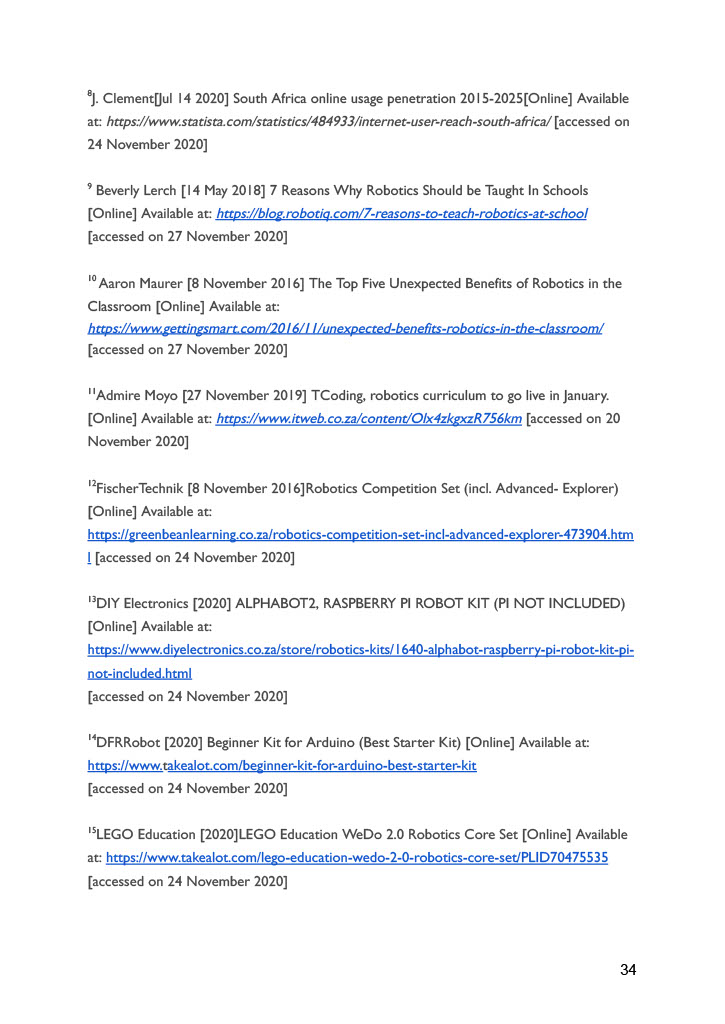 ⁸J. Clement[Jul 14 2020] South Africa online usage penetration 2015-2025[Online] Available
at: https://www.statista.com/statistics/484933/internet-user-reach-south-africa/ [accessed on
24 November 2020]
⁹ Beverly Lerch [14 May 2018] 7 Reasons Why Robotics Should be Taught In Schools
[Online] Available at: https://blog.robotiq.com/7-reasons-to-teach-robotics-at-school
[accessed on 27 November 2020]
¹⁰ Aaron Maurer [8 November 2016] The Top Five Unexpected Benefits of Robotics in the
Classroom [Online] Available at:
https://www.gettingsmart.com/2016/11/unexpected-benefits-robotics-in-the-classroom/
[accessed on 27 November 2020]
¹¹Admire Moyo [27 November 2019] TCoding, robotics curriculum to go live in January.
[Online] Available at: https://www.itweb.co.za/content/Olx4zkgxzR756km [accessed on 20
November 2020]
¹²FischerTechnik [8 November 2016]Robotics Competition Set (incl. Advanced- Explorer)
[Online] Available at:
https://greenbeanlearning.co.za/robotics-competition-set-incl-advanced-explorer-473904.htm
l [accessed on 24 November 2020]
¹³DIY Electronics [2020] ALPHABOT2, RASPBERRY PI ROBOT KIT (PI NOT INCLUDED)
[Online] Available at:
https://www.diyelectronics.co.za/store/robotics-kits/1640-alphabot-raspberry-pi-robot-kit-pi-
not-included.html
[accessed on 24 November 2020]
¹⁴DFRRobot [2020] Beginner Kit for Arduino (Best Starter Kit) [Online] Available at:
https://www.takealot.com/beginner-kit-for-arduino-best-starter-kit
[accessed on 24 November 2020]
¹⁵LEGO Education [2020]LEGO Education WeDo 2.0 Robotics Core Set [Online] Available
at: https://www.takealot.com/lego-education-wedo-2-0-robotics-core-set/PLID70475535
[accessed on 24 November 2020]
34